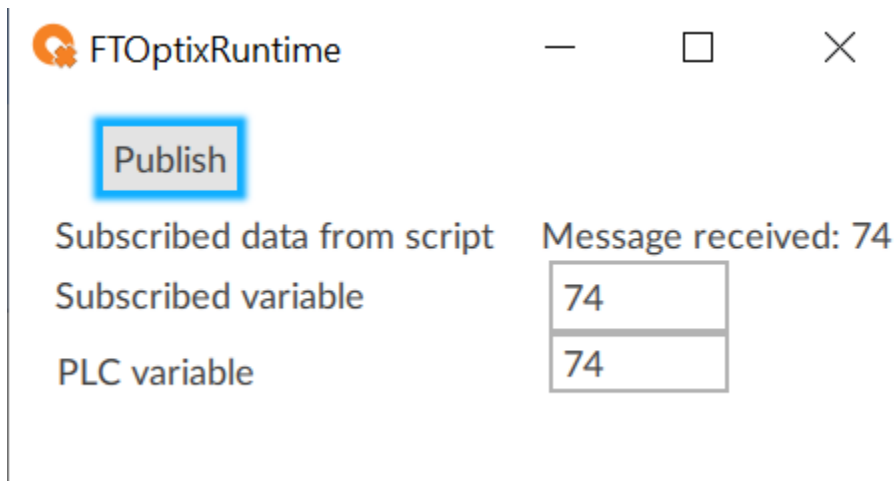 FTOptixRuntime
Publish
Subscribed data from script Message received: 74
Subscribed variable 74
PLC variable 74